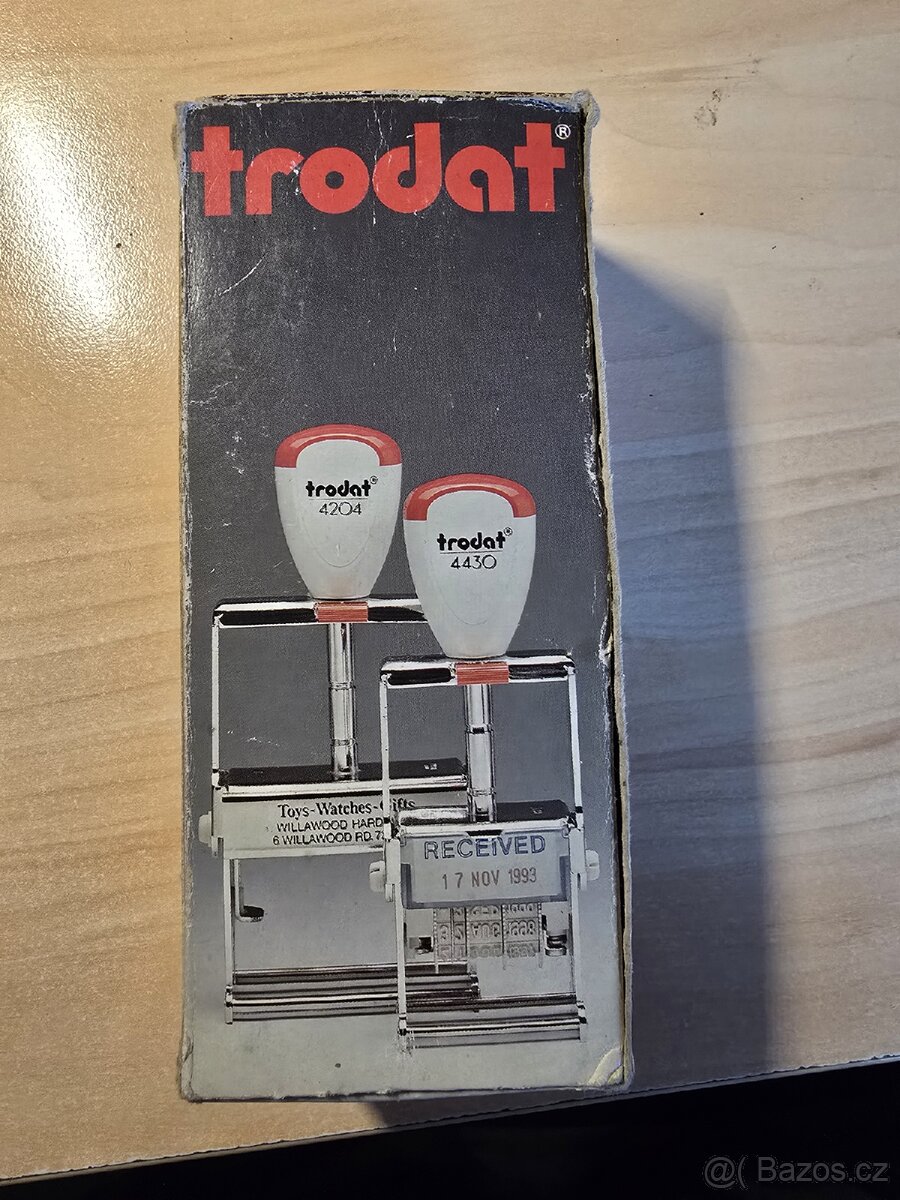 trodat®
trodat®
4204
trodat®
4430
Toys-Watches-Gifts
WILLAWOOD HARD
6 WILLAWOOD RD.
RECEIVED
17 NOV 1993
@( Bazos.cz